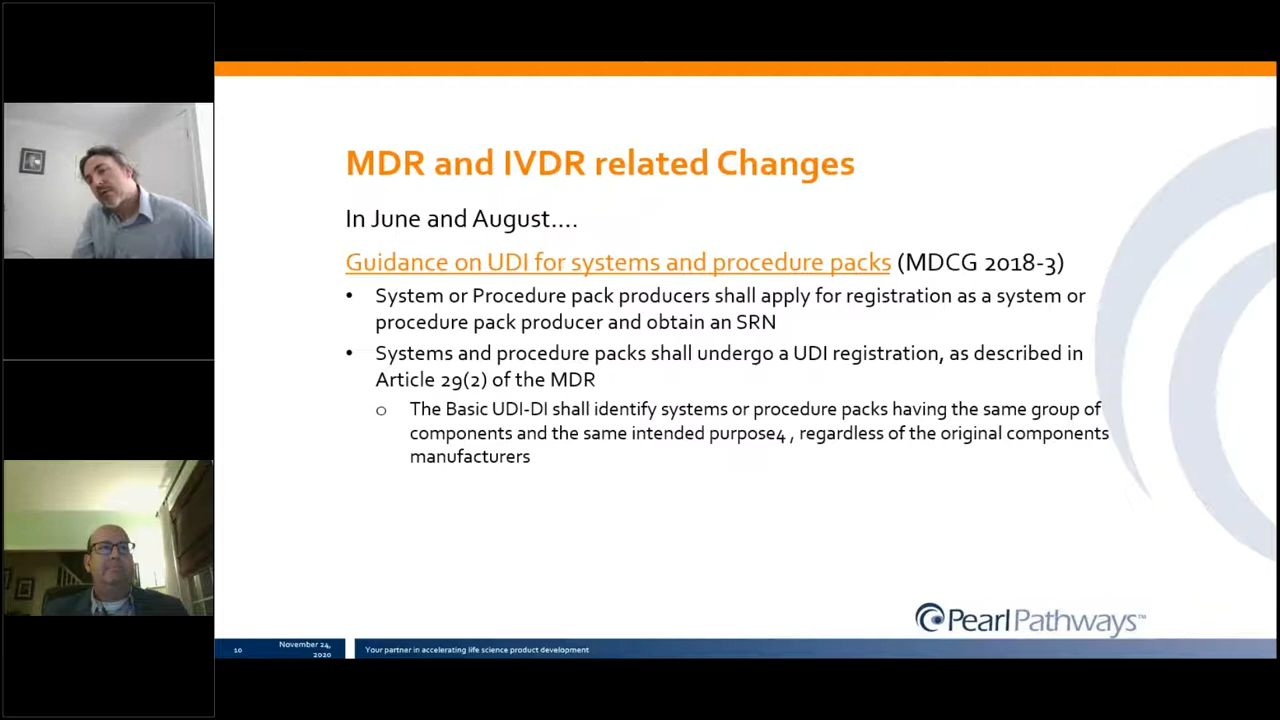 MDR and IVDR related Changes
In June and August....
Guidance on UDI for systems and procedure packs (MDCG 2018-3)
• System or Procedure pack producers shall apply for registration as a system or
procedure pack producer and obtain an SRN
• Systems and procedure packs shall undergo a UDI registration, as described in
Article 29(2) of the MDR
o The Basic UDI-DI shall identify systems or procedure packs having the same group of
components and the same intended purpose4 , regardless of the original components
manufacturers
PearlPathways™
10
November 24,
2020
Your partner in accelerating life science product development